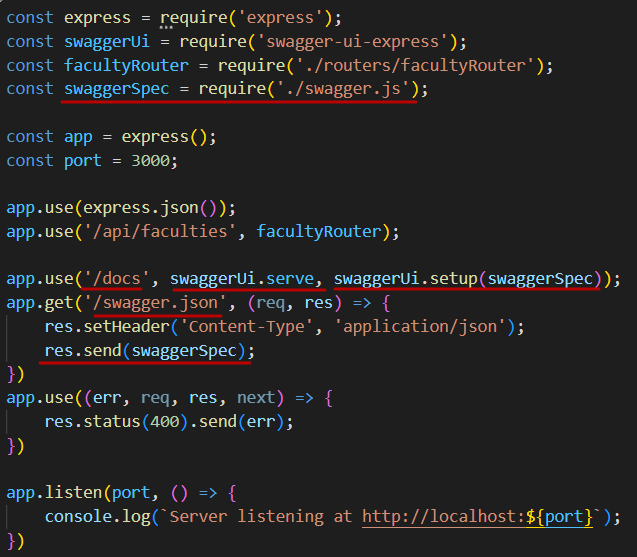 const express = require('express');
const swaggerUi = require('swagger-ui-express');
const facultyRouter = require('./routers/facultyRouter');
const swaggerSpec = require('./swagger.js');

const app = express();
const port = 3000;

app.use(express.json());
app.use('/api/faculties', facultyRouter);

app.use('/docs', swaggerUi.serve, swaggerUi.setup(swaggerSpec));
app.get('/swagger.json', (req, res) => {
    res.setHeader('Content-Type', 'application/json');
    res.send(swaggerSpec);
})
app.use((err, req, res, next) => {
    res.status(400).send(err);
})

app.listen(port, () => {
    console.log(`Server listening at http://localhost:${port}`);
})